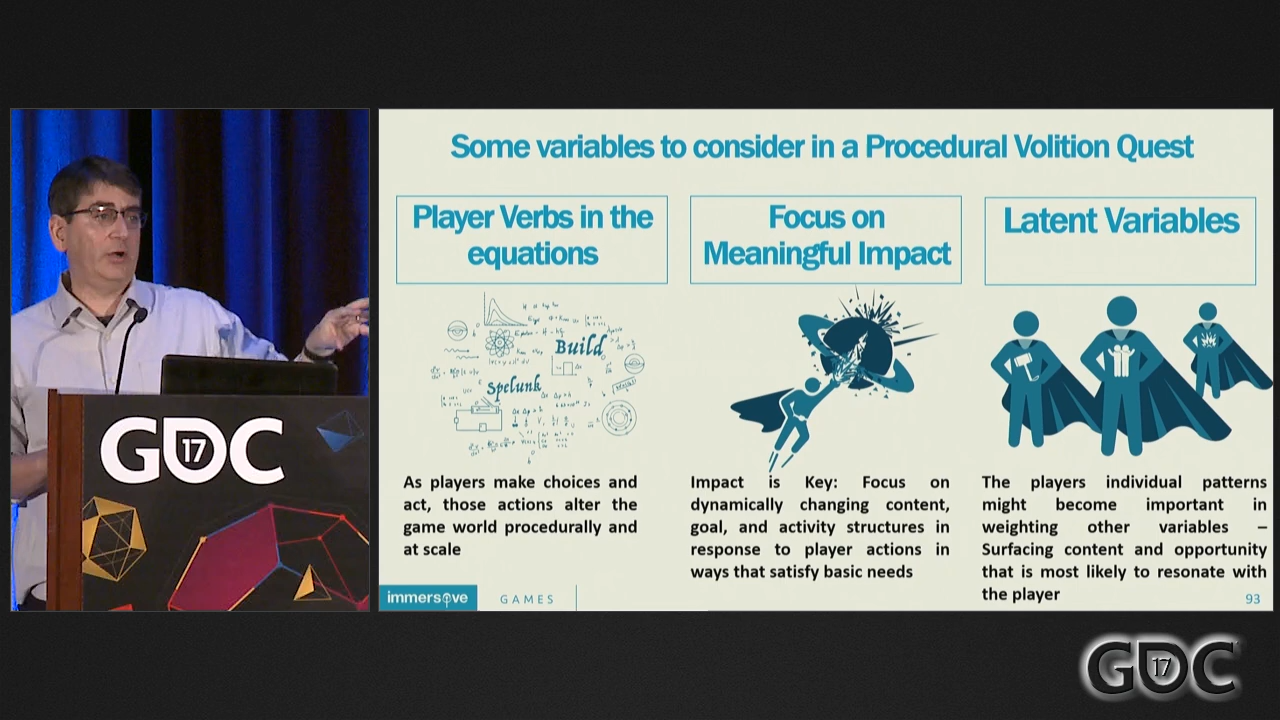 Some variables to consider in a Procedural Volition Quest
Player Verbs in the
equations
Focus on
Meaningful Impact
Latent Variables
Build
Spelunk
As players make choices and
act, those actions alter the
game world procedurally and
at scale
Impact is Key: Focus on
dynamically changing content,
goal, and activity structures in
response to player actions in
ways that satisfy basic needs
The players individual patterns
might become important in
weighting other variables –
Surfacing content and opportunity
that is most likely to resonate with
the player
immersive
GAMES
93
GDC
17
GDC
17